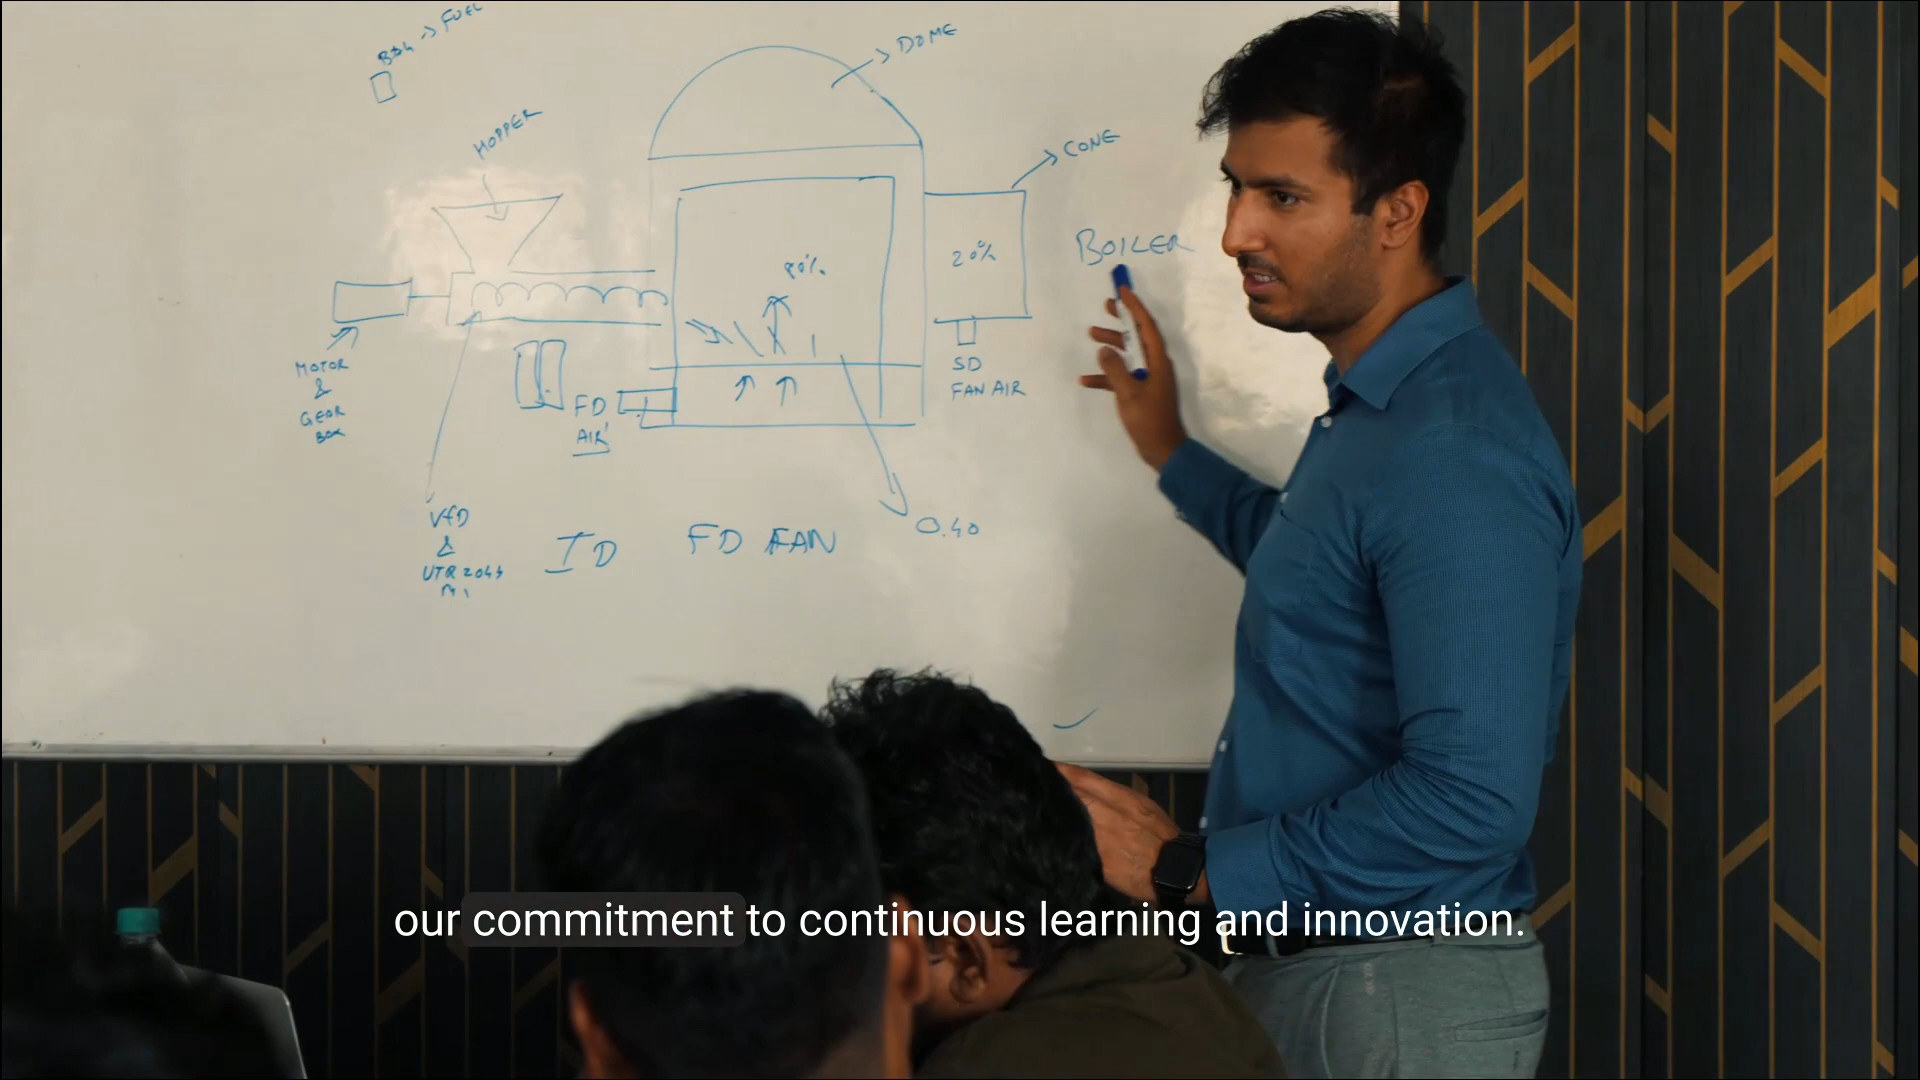 → FUEL
→ DOME
HOPPER
→ CONE
BOILER
80%
20%
MOTOR
&
GEAR
BOX
FD
AIR
SD
FAN AIR
VFD
&
ID
FD FAN
0.40
our commitment to continuous learning and innovation.